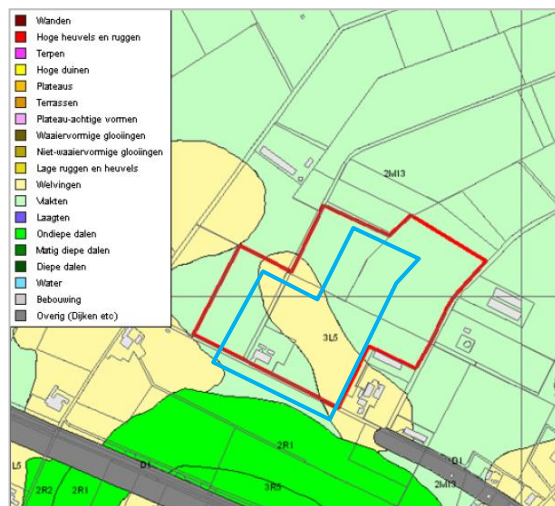 Wanden
Hoge heuvels en ruggen
Terpen
Hoge duinen
Plateaus
Terrassen
Plateau-achtige vormen
Waaiervormige glooiingen
Niet-waaiervormige glooiingen
Lage ruggen en heuvels
Welvingen
Vlakten
Laagten
Ondiepe dalen
Matig diepe dalen
Diepe dalen
Water
Bebouwing
Overig (Dijken etc)
2M13
3L5
2R1
D1
D1
L5
2R2
2R1
3R5
2M13